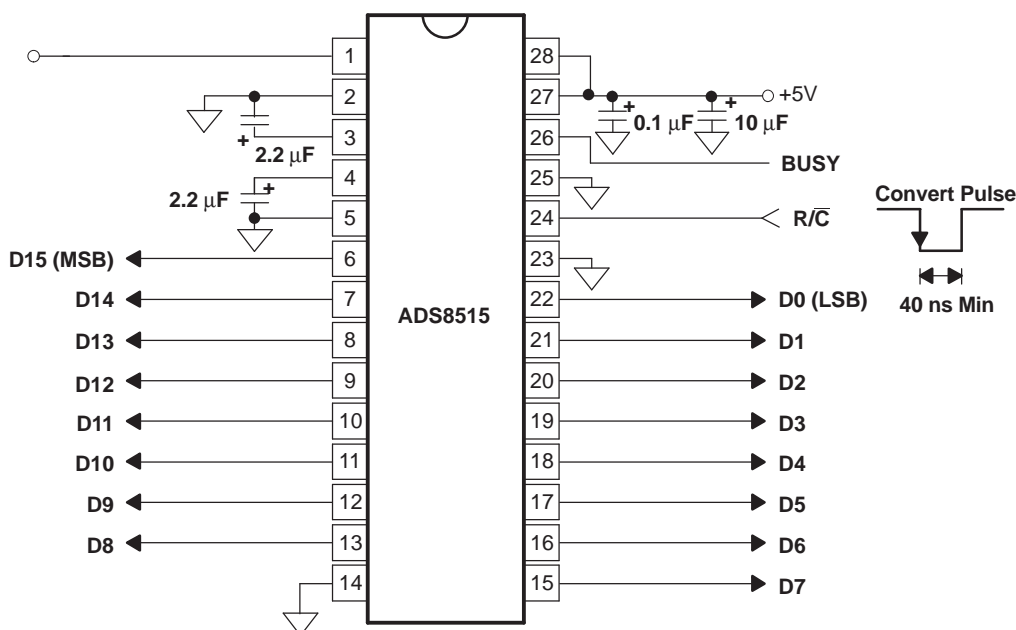 1
28
2
27
+
+
+5V
3
26
0.1 μF
10 μF
+
2.2 μF
BUSY
4
25
2.2 μF
+
Convert Pulse
5
24
R/C̅
D15 (MSB)
6
23
D14
7
22
D0 (LSB)
40 ns Min
ADS8515
D13
8
21
D1
D12
9
20
D2
D11
10
19
D3
D10
11
18
D4
D9
12
17
D5
D8
13
16
D6
14
15
D7